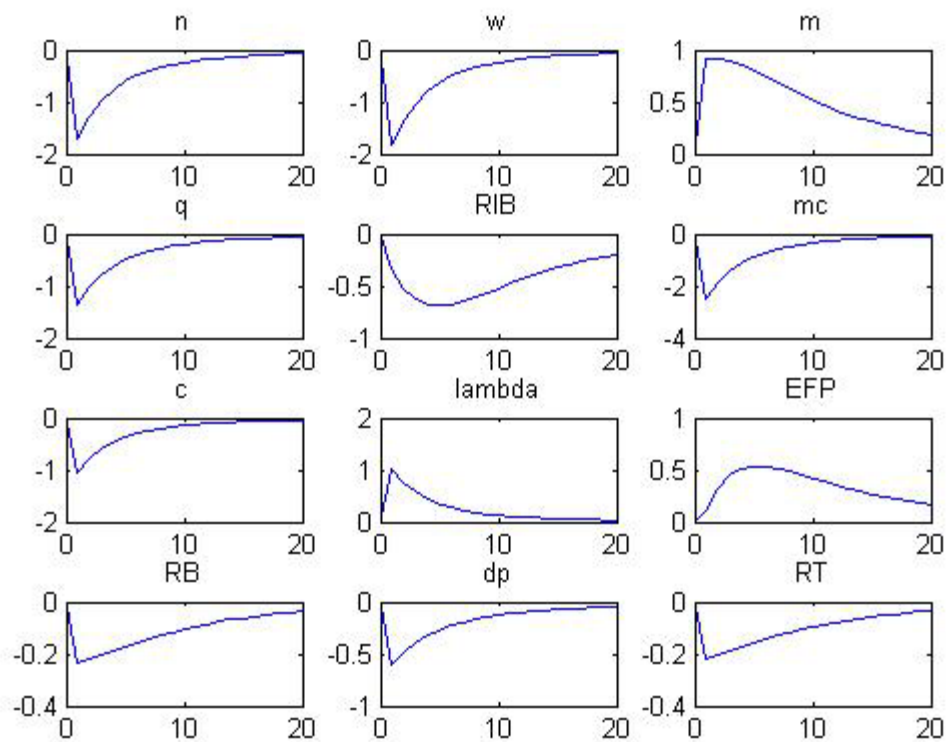 n w m
0 0 1
-1 -1 0.5
-2 -2 0
0 10 20 0 10 20 0 10 20
q RIB mc
0 0 0
-1 -0.5 -2
-2 -1 -4
0 10 20 0 10 20 0 10 20
c lambda EFP
0 2 1
-1 1 0.5
-2 0 0
0 10 20 0 10 20 0 10 20
RB dp RT
0 0 0
-0.2 -0.5 -0.2
-0.4 -1 -0.4
0 10 20 0 10 20 0 10 20